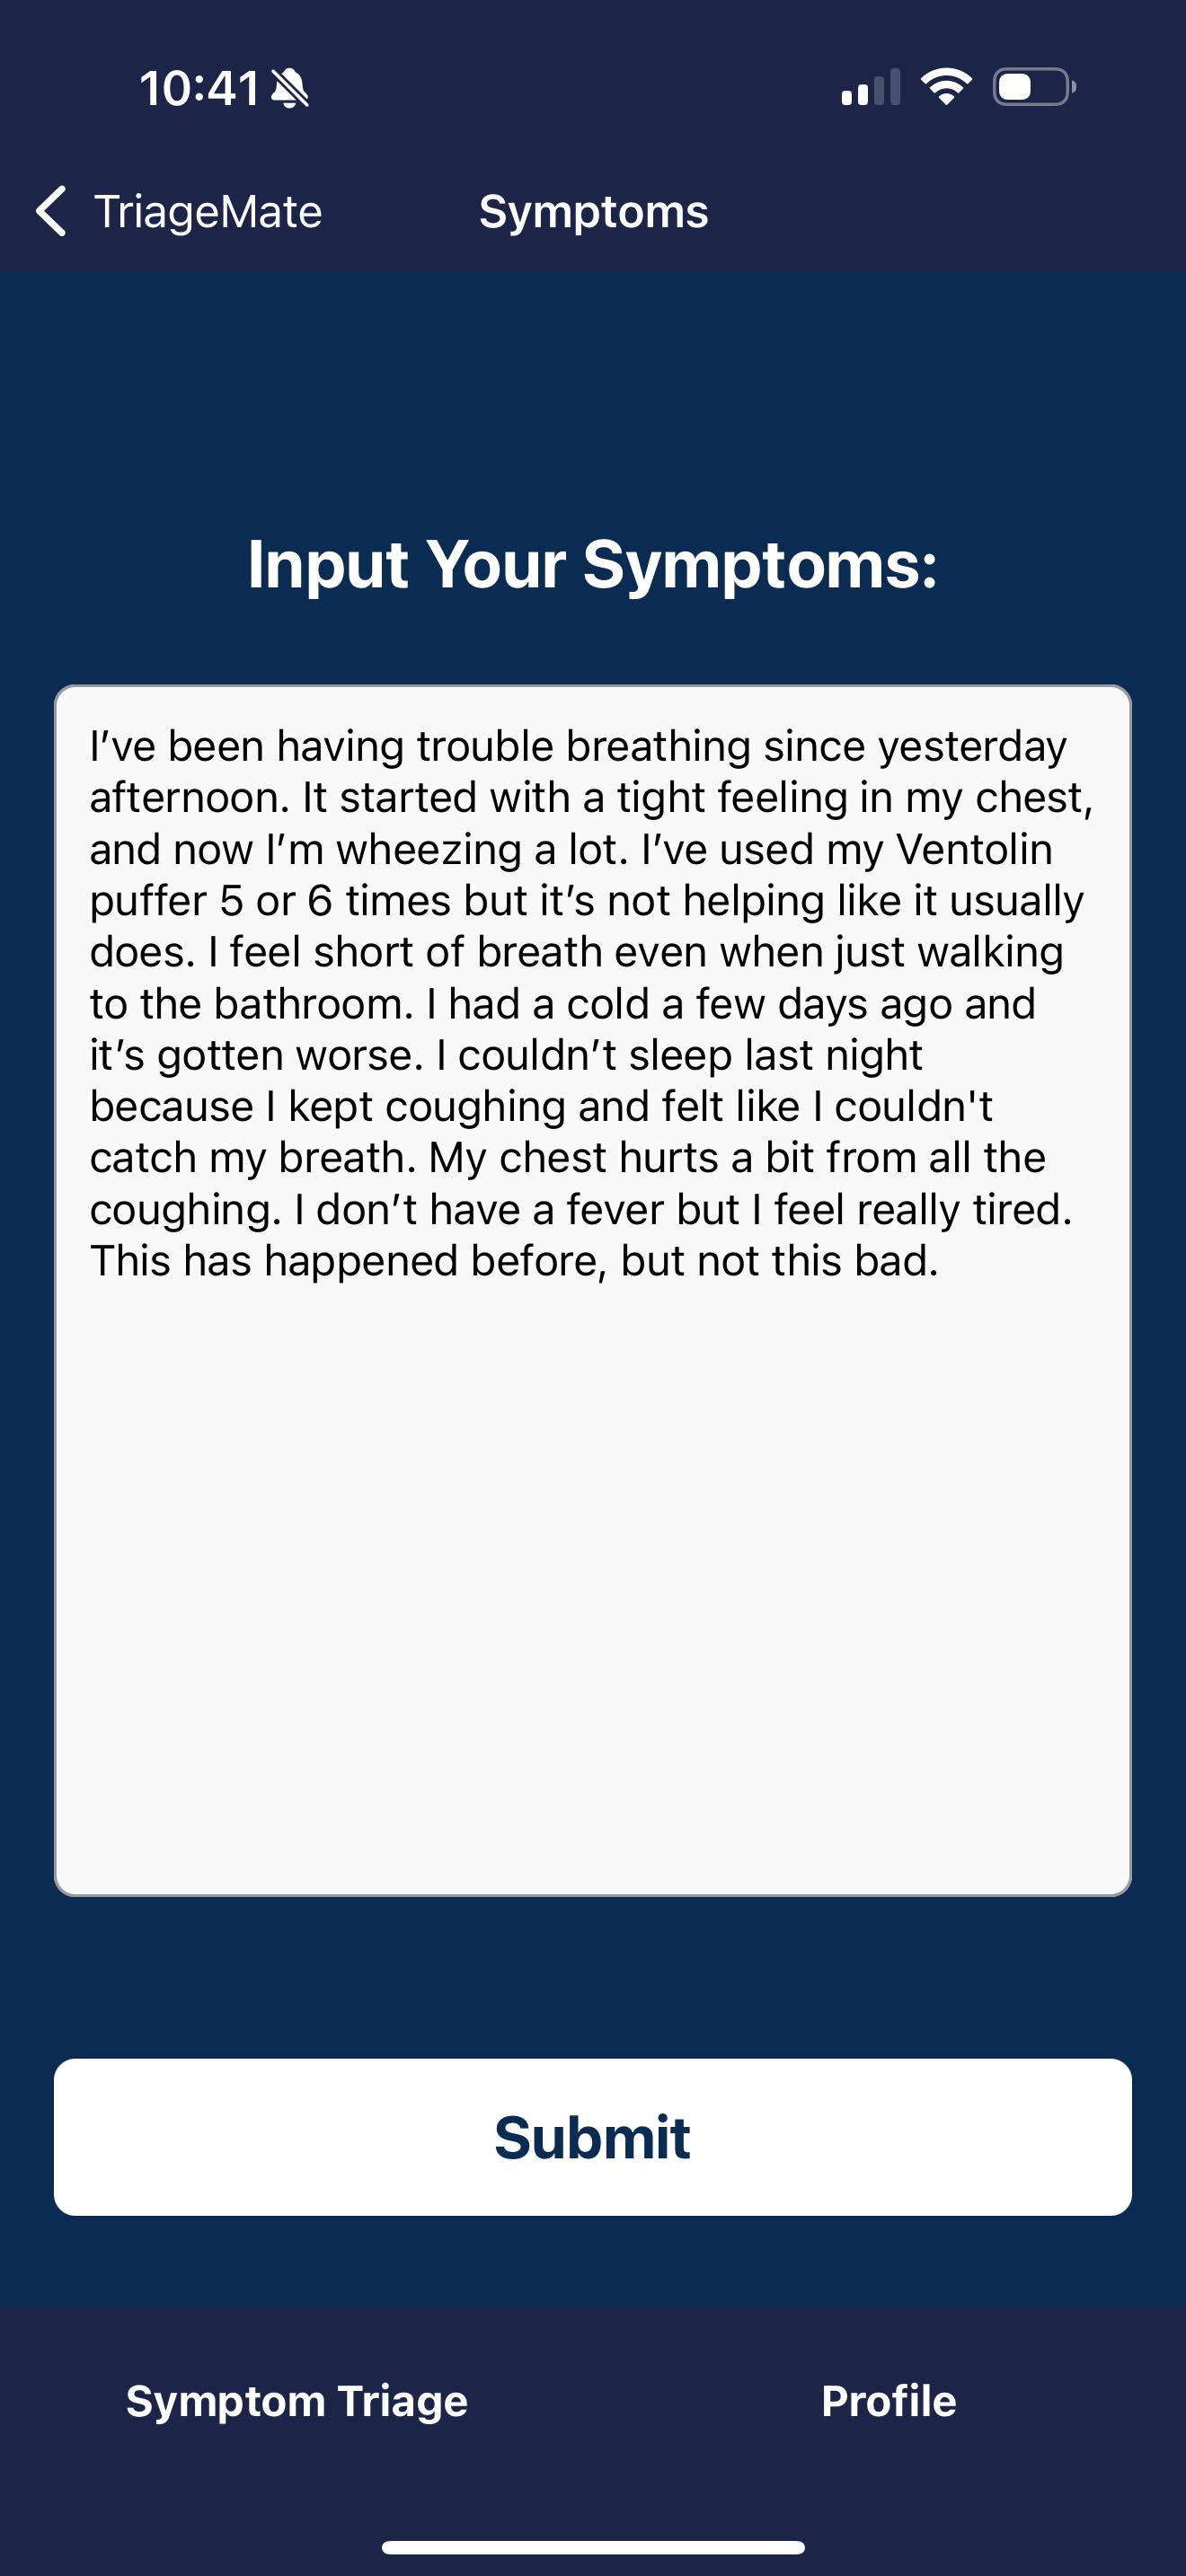 10:41
TriageMate
Symptoms
Input Your Symptoms:
I’ve been having trouble breathing since yesterday
afternoon. It started with a tight feeling in my chest,
and now I’m wheezing a lot. I’ve used my Ventolin
puffer 5 or 6 times but it’s not helping like it usually
does. I feel short of breath even when just walking
to the bathroom. I had a cold a few days ago and
it’s gotten worse. I couldn’t sleep last night
because I kept coughing and felt like I couldn't
catch my breath. My chest hurts a bit from all the
coughing. I don’t have a fever but I feel really tired.
This has happened before, but not this bad.
Submit
Symptom Triage
Profile